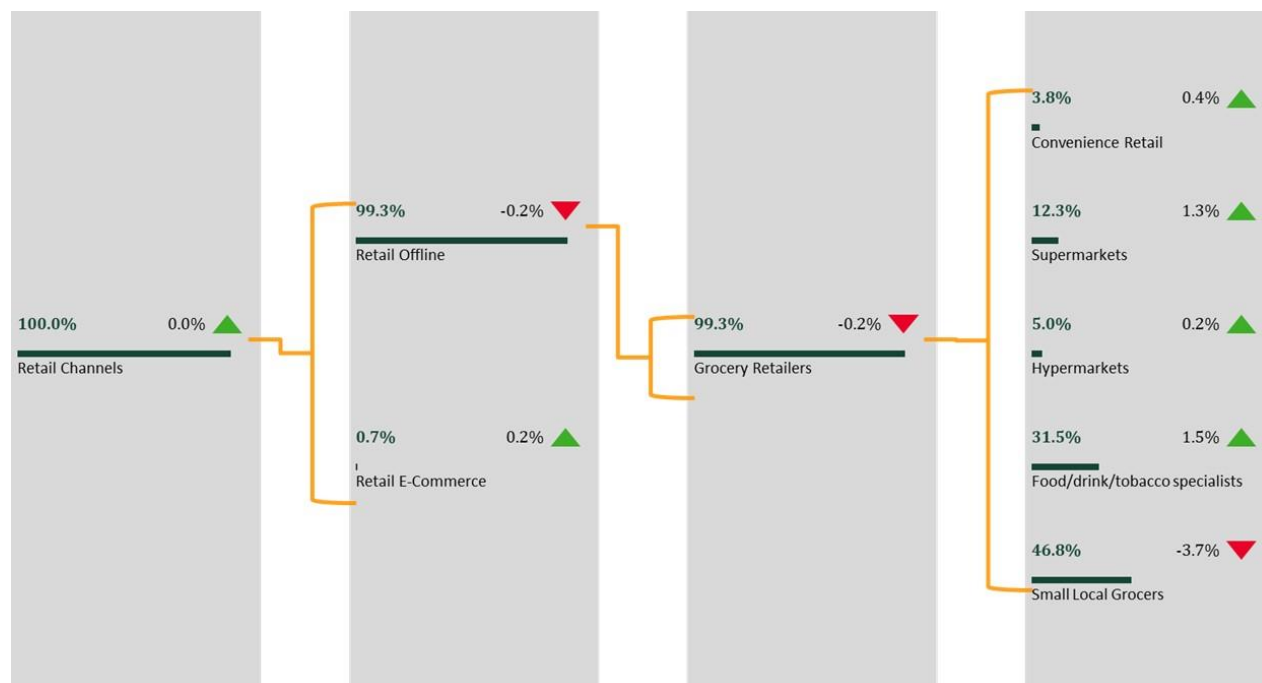 100.0% 0.0%
Retail Channels
99.3% -0.2%
Retail Offline
0.7% 0.2%
Retail E-Commerce
99.3% -0.2%
Grocery Retailers
3.8% 0.4%
Convenience Retail
12.3% 1.3%
Supermarkets
5.0% 0.2%
Hypermarkets
31.5% 1.5%
Food/drink/tobacco specialists
46.8% -3.7%
Small Local Grocers